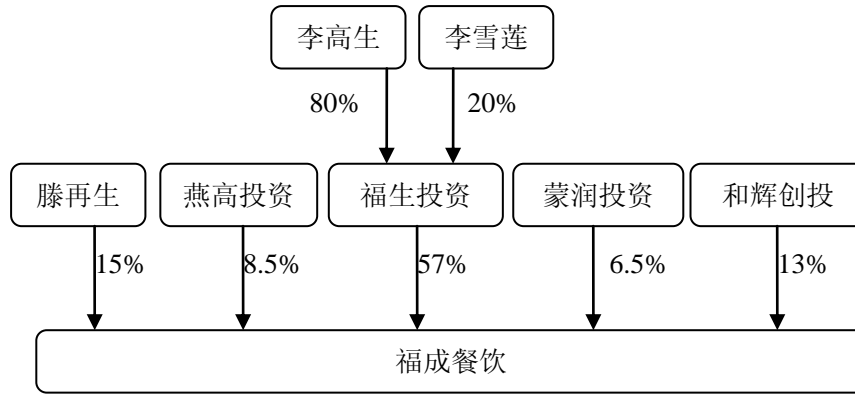 李高生 李雪莲
80% 20%
滕再生 燕高投资 福生投资 蒙润投资 和辉创投
15% 8.5% 57% 6.5% 13%
福成餐饮